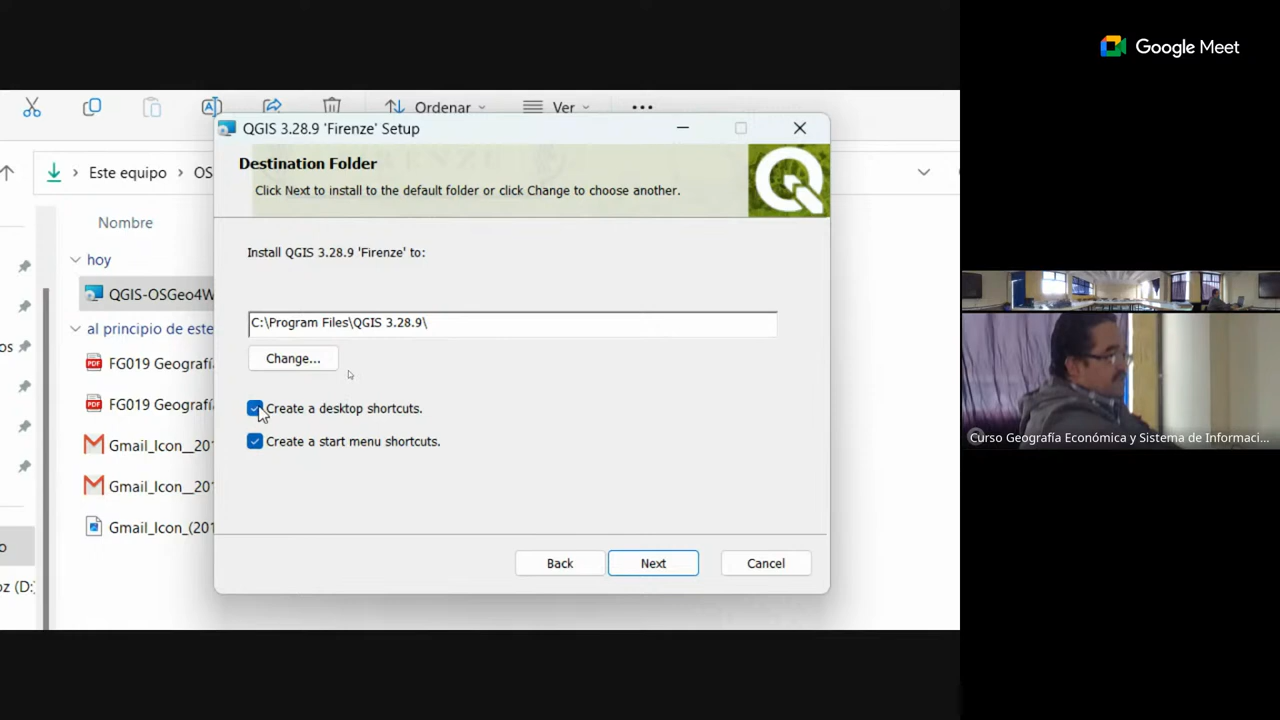 Google Meet
Ordenar
Ver
QGIS 3.28.9 'Firenze' Setup
Destination Folder
Click Next to install to the default folder or click Change to choose another.
Este equipo > OS
Nombre
hoy
QGIS-OSGeo4W
al principio de este
FG019 Geografía
FG019 Geografía
Gmail_Icon__201
Gmail_Icon__201
Gmail_Icon_(201
os
o
oz (D:)
Install QGIS 3.28.9 'Firenze' to:
C:\Program Files\QGIS 3.28.9\
Change...
Create a desktop shortcuts.
Create a start menu shortcuts.
Back
Next
Cancel
Curso Geografía Económica y Sistema de Informaci...